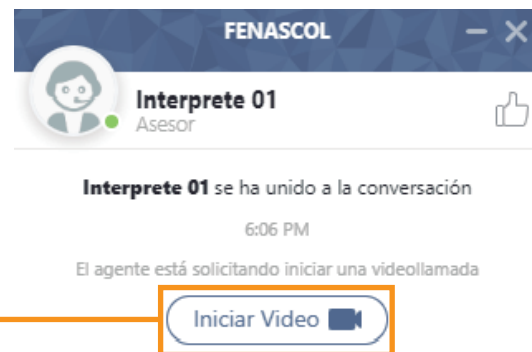 FENASCOL
Interprete 01
Asesor
Interprete 01 se ha unido a la conversación
6:06 PM
El agente está solicitando iniciar una videollamada
Iniciar Video